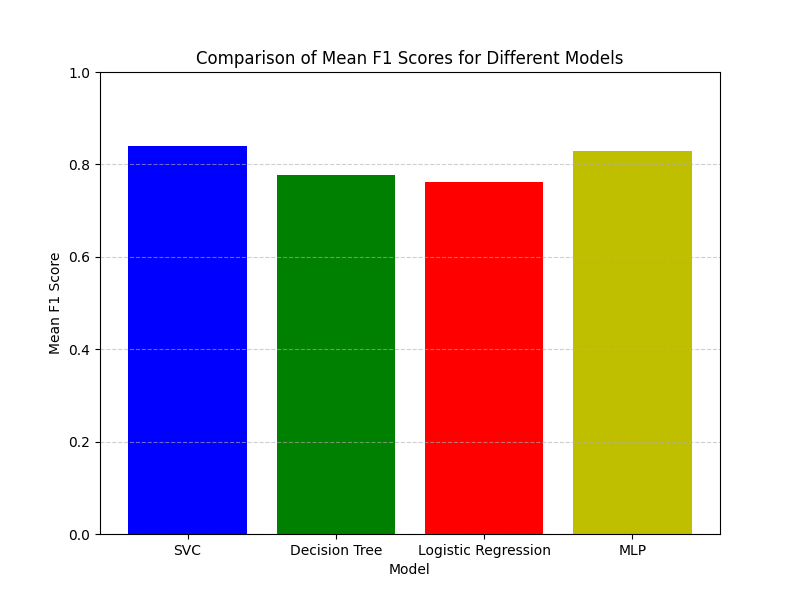 Comparison of Mean F1 Scores for Different Models
1.0
0.8
0.6
0.4
0.2
0.0
Mean F1 Score
SVC
Decision Tree
Logistic Regression
MLP
Model